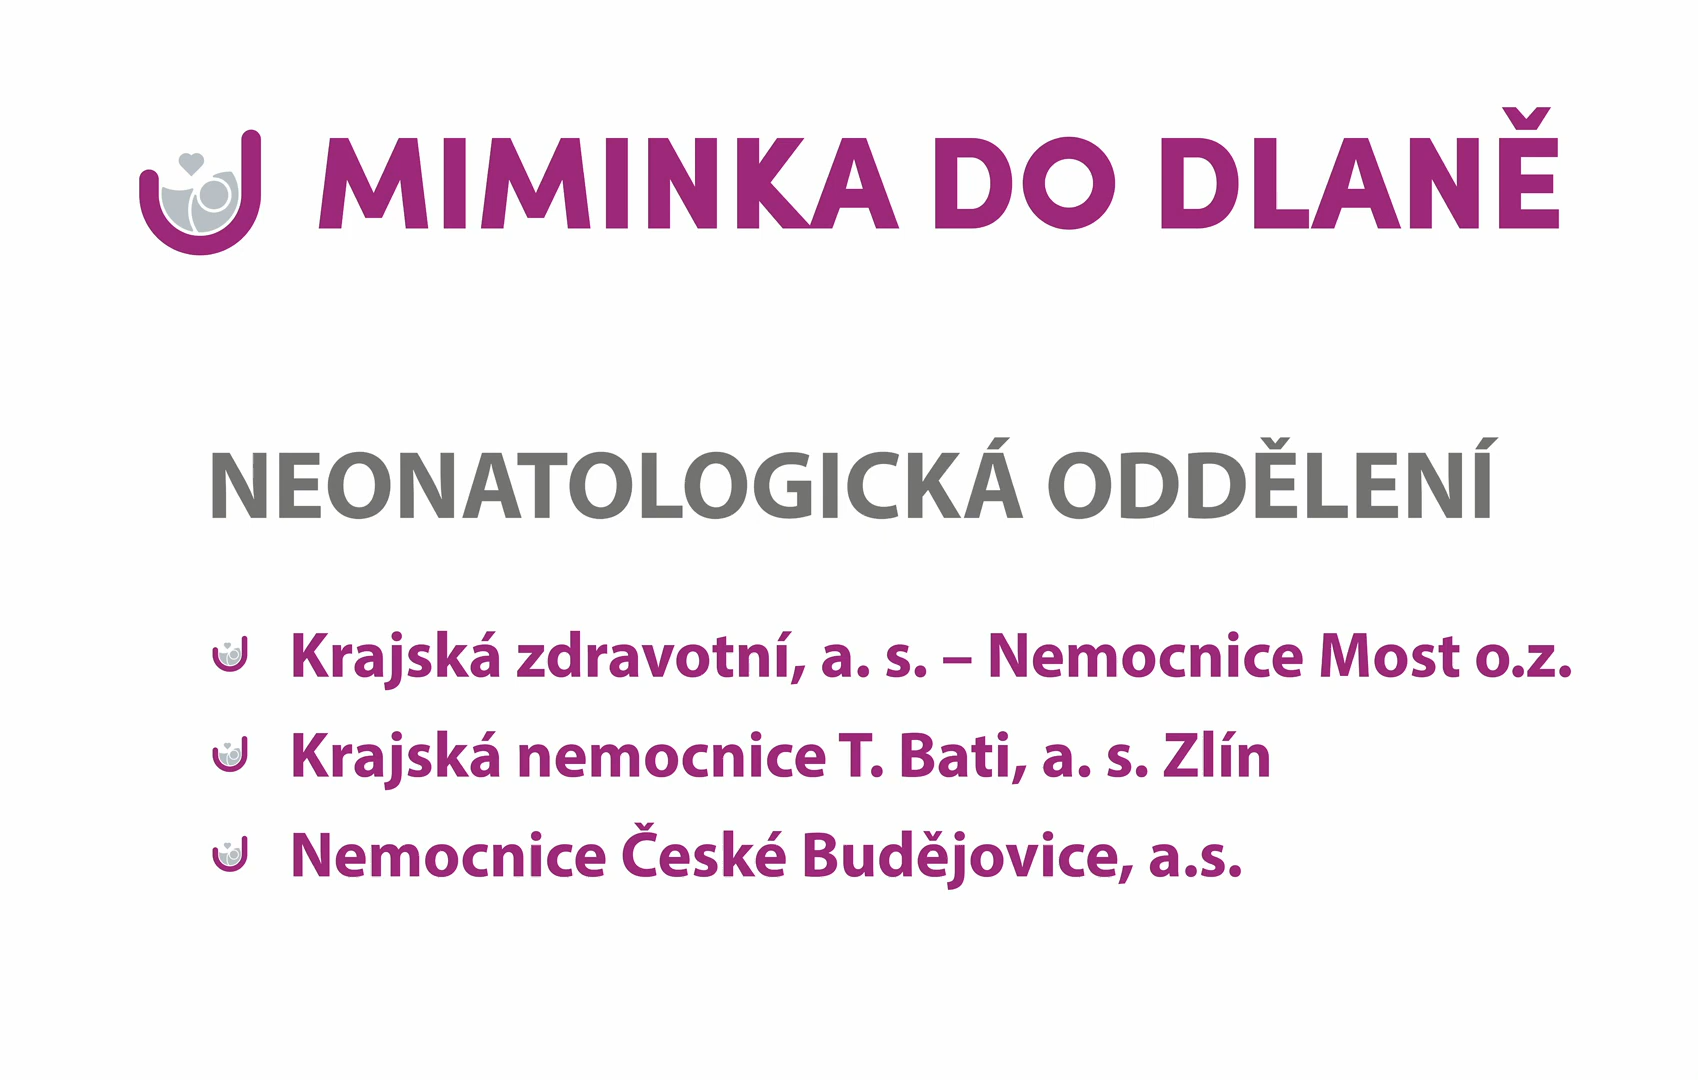 MIMINKA DO DLANĚ
NEONATOLOGICKÁ ODDĚLENÍ
Krajská zdravotní, a. s. – Nemocnice Most o.z.
Krajská nemocnice T. Bati, a. s. Zlín
Nemocnice České Budějovice, a.s.